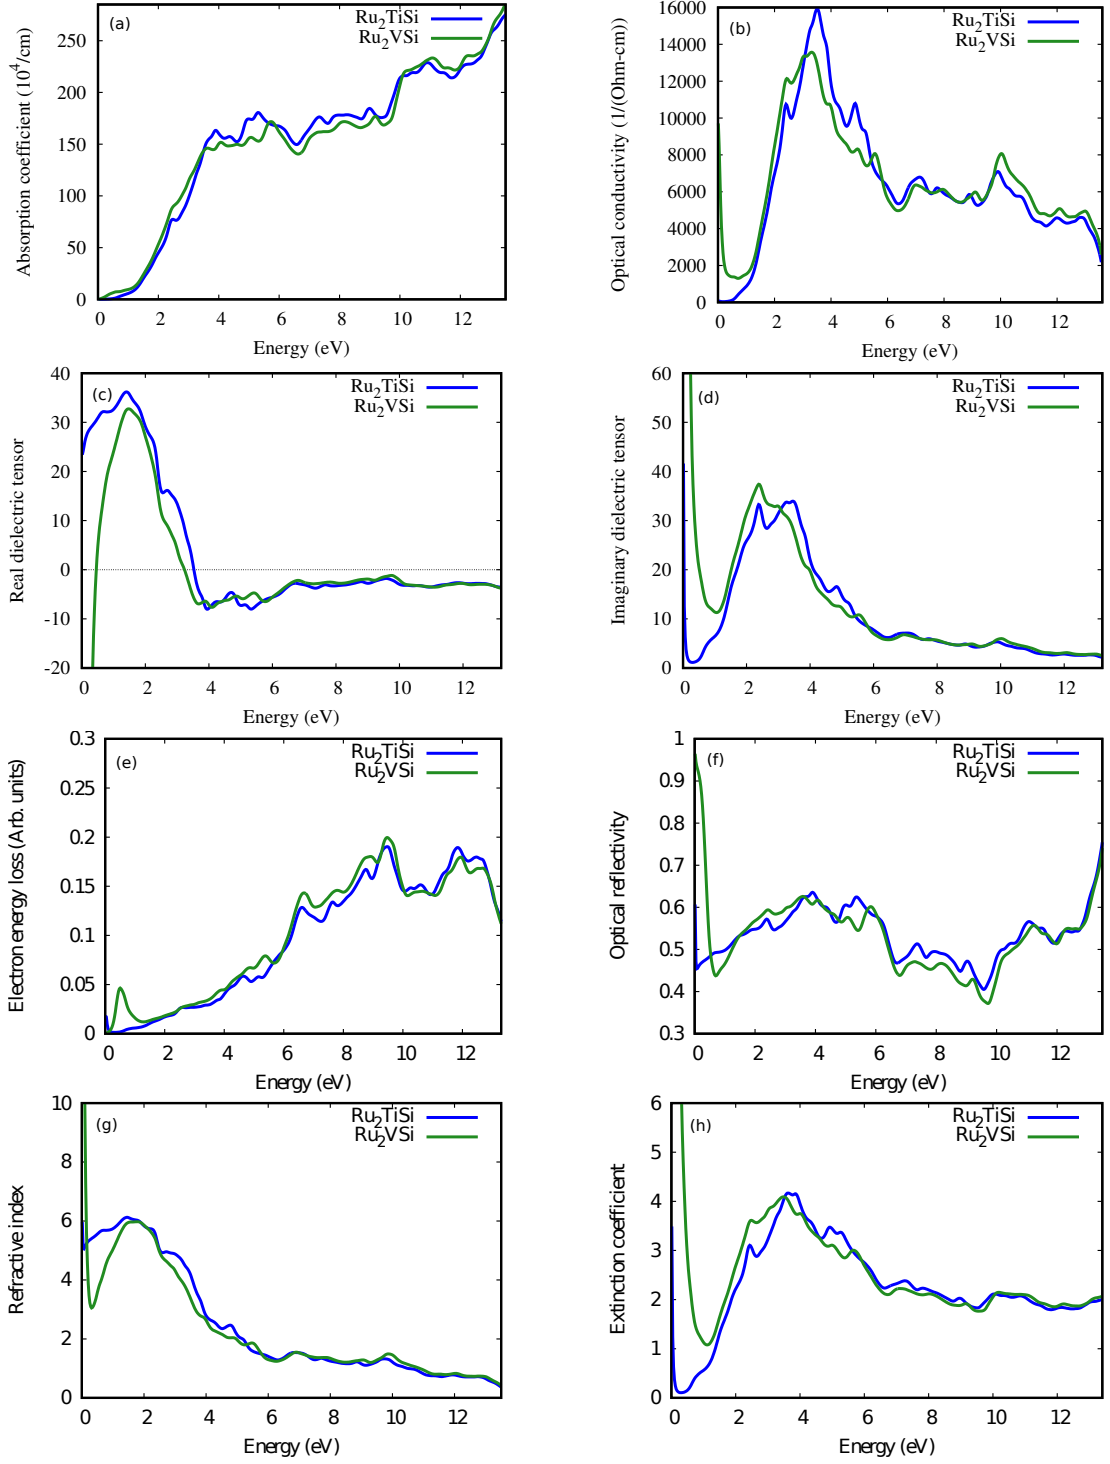 (a)
Ru2TiSi
Ru2VSi
Absorption coefficient (10^4/cm)
250
200
150
100
50
0
0 2 4 6 8 10 12
Energy (eV)
(b)
Ru2TiSi
Ru2VSi
Optical conductivity (1/(Ohm-cm))
16000
14000
12000
10000
8000
6000
4000
2000
0
0 2 4 6 8 10 12
Energy (eV)
(c)
Ru2TiSi
Ru2VSi
Real dielectric tensor
40
30
20
10
0
-10
-20
0 2 4 6 8 10 12
Energy (eV)
(d)
Ru2TiSi
Ru2VSi
Imaginary dielectric tensor
60
50
40
30
20
10
0
0 2 4 6 8 10 12
Energy (eV)
(e)
Ru2TiSi
Ru2VSi
Electron energy loss (Arb. units)
0.3
0.25
0.2
0.15
0.1
0.05
0
0 2 4 6 8 10 12
Energy (eV)
(f)
Ru2TiSi
Ru2VSi
Optical reflectivity
1
0.9
0.8
0.7
0.6
0.5
0.4
0.3
0 2 4 6 8 10 12
Energy (eV)
(g)
Ru2TiSi
Ru2VSi
Refractive index
10
8
6
4
2
0
0 2 4 6 8 10 12
Energy (eV)
(h)
Ru2TiSi
Ru2VSi
Extinction coefficient
6
5
4
3
2
1
0
0 2 4 6 8 10 12
Energy (eV)